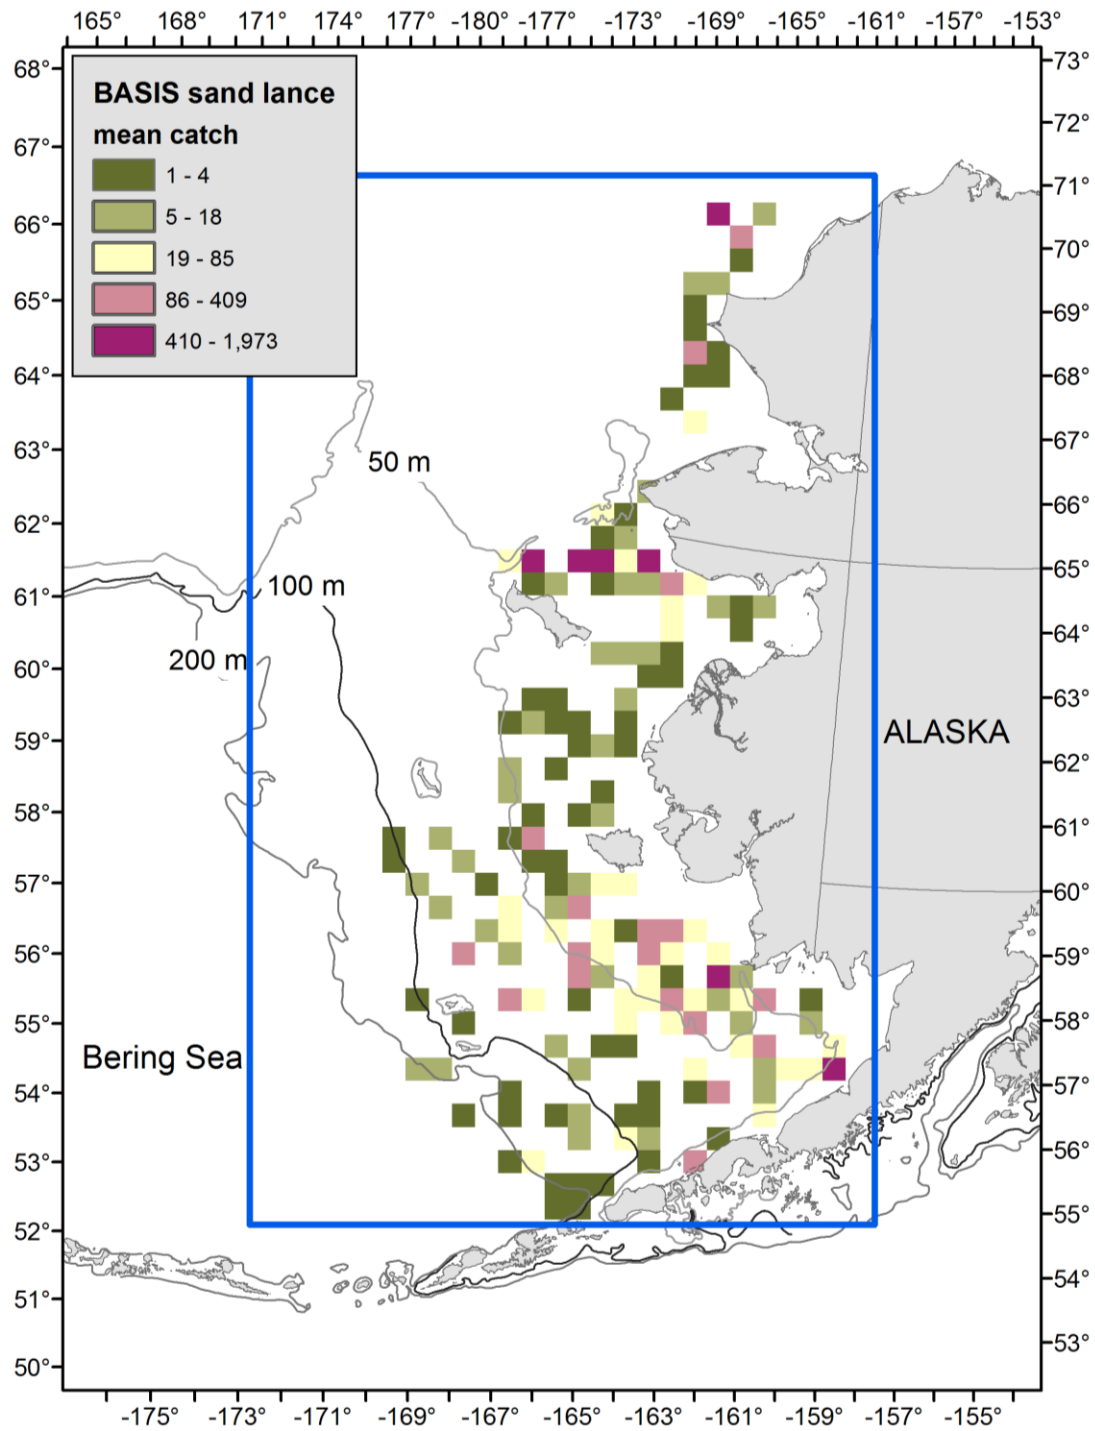 165° 168° 171° 174° 177° -180° -177° -173° -169° -165° -161° -157° -153°
BASIS sand lance
mean catch
1 - 4
5 - 18
19 - 85
86 - 409
410 - 1,973
68°
67°
66°
65°
64°
63°
62°
61°
60°
59°
58°
57°
56°
55°
54°
53°
52°
51°
50°
50 m
100 m
200 m
ALASKA
Bering Sea
73°
72°
71°
70°
69°
68°
67°
66°
65°
64°
63°
62°
61°
60°
59°
58°
57°
56°
55°
54°
53°
-175° -173° -171° -169° -167° -165° -163° -161° -159° -157° -155°